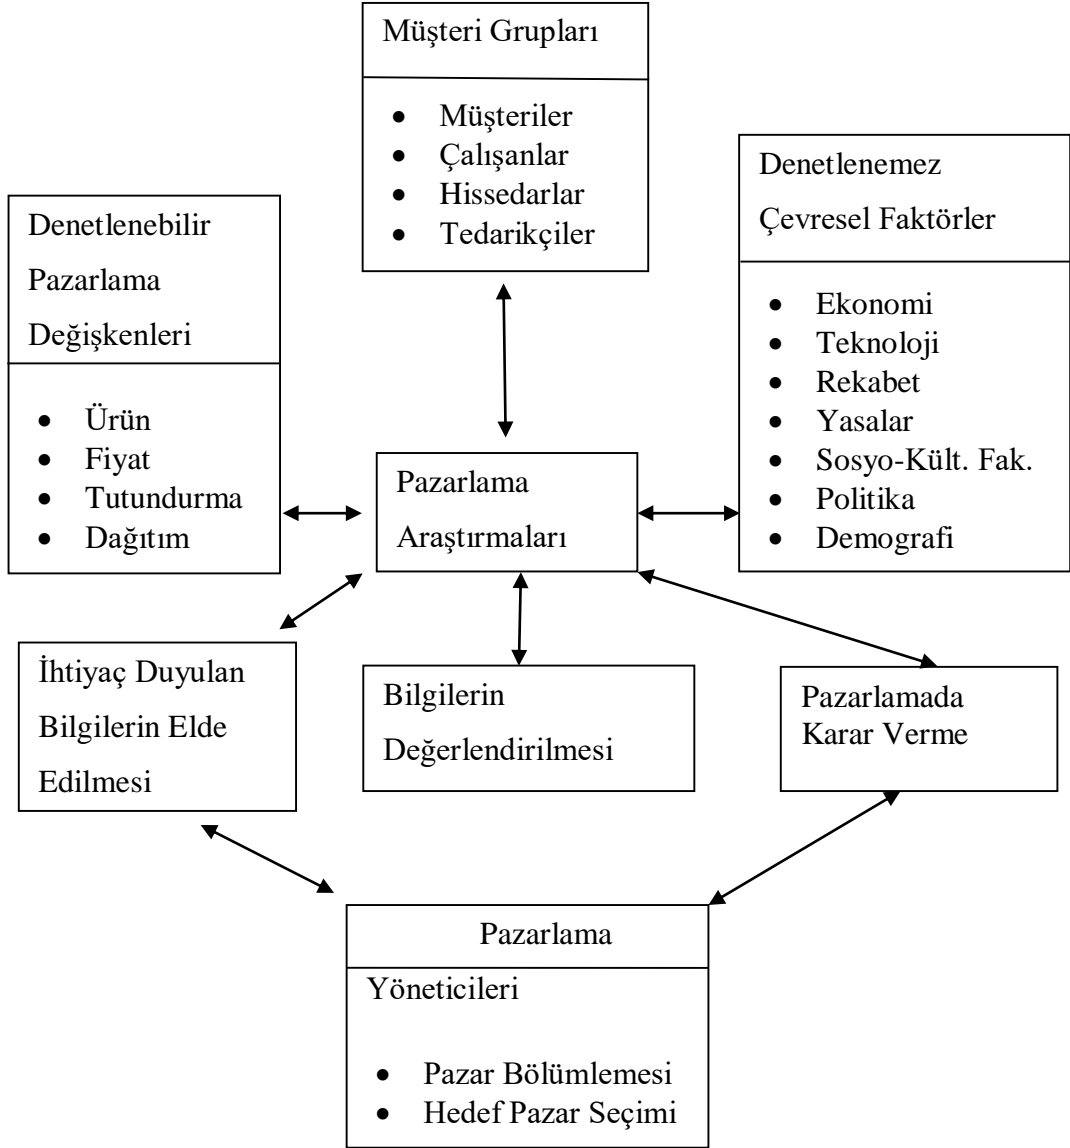 Müşteri Grupları
• Müşteriler
• Çalışanlar
• Hissedarlar
• Tedarikçiler
Denetlenebilir
Pazarlama
Değişkenleri
• Ürün
• Fiyat
• Tutundurma
• Dağıtım
Denetlenemez
Çevresel Faktörler
• Ekonomi
• Teknoloji
• Rekabet
• Yasalar
• Sosyo-Kült. Fak.
• Politika
• Demografi
Pazarlama
Araştırmaları
İhtiyaç Duyulan
Bilgilerin Elde
Edilmesi
Bilgilerin
Değerlendirilmesi
Pazarlamada
Karar Verme
Pazarlama
Yöneticileri
• Pazar Bölümlemesi
• Hedef Pazar Seçimi